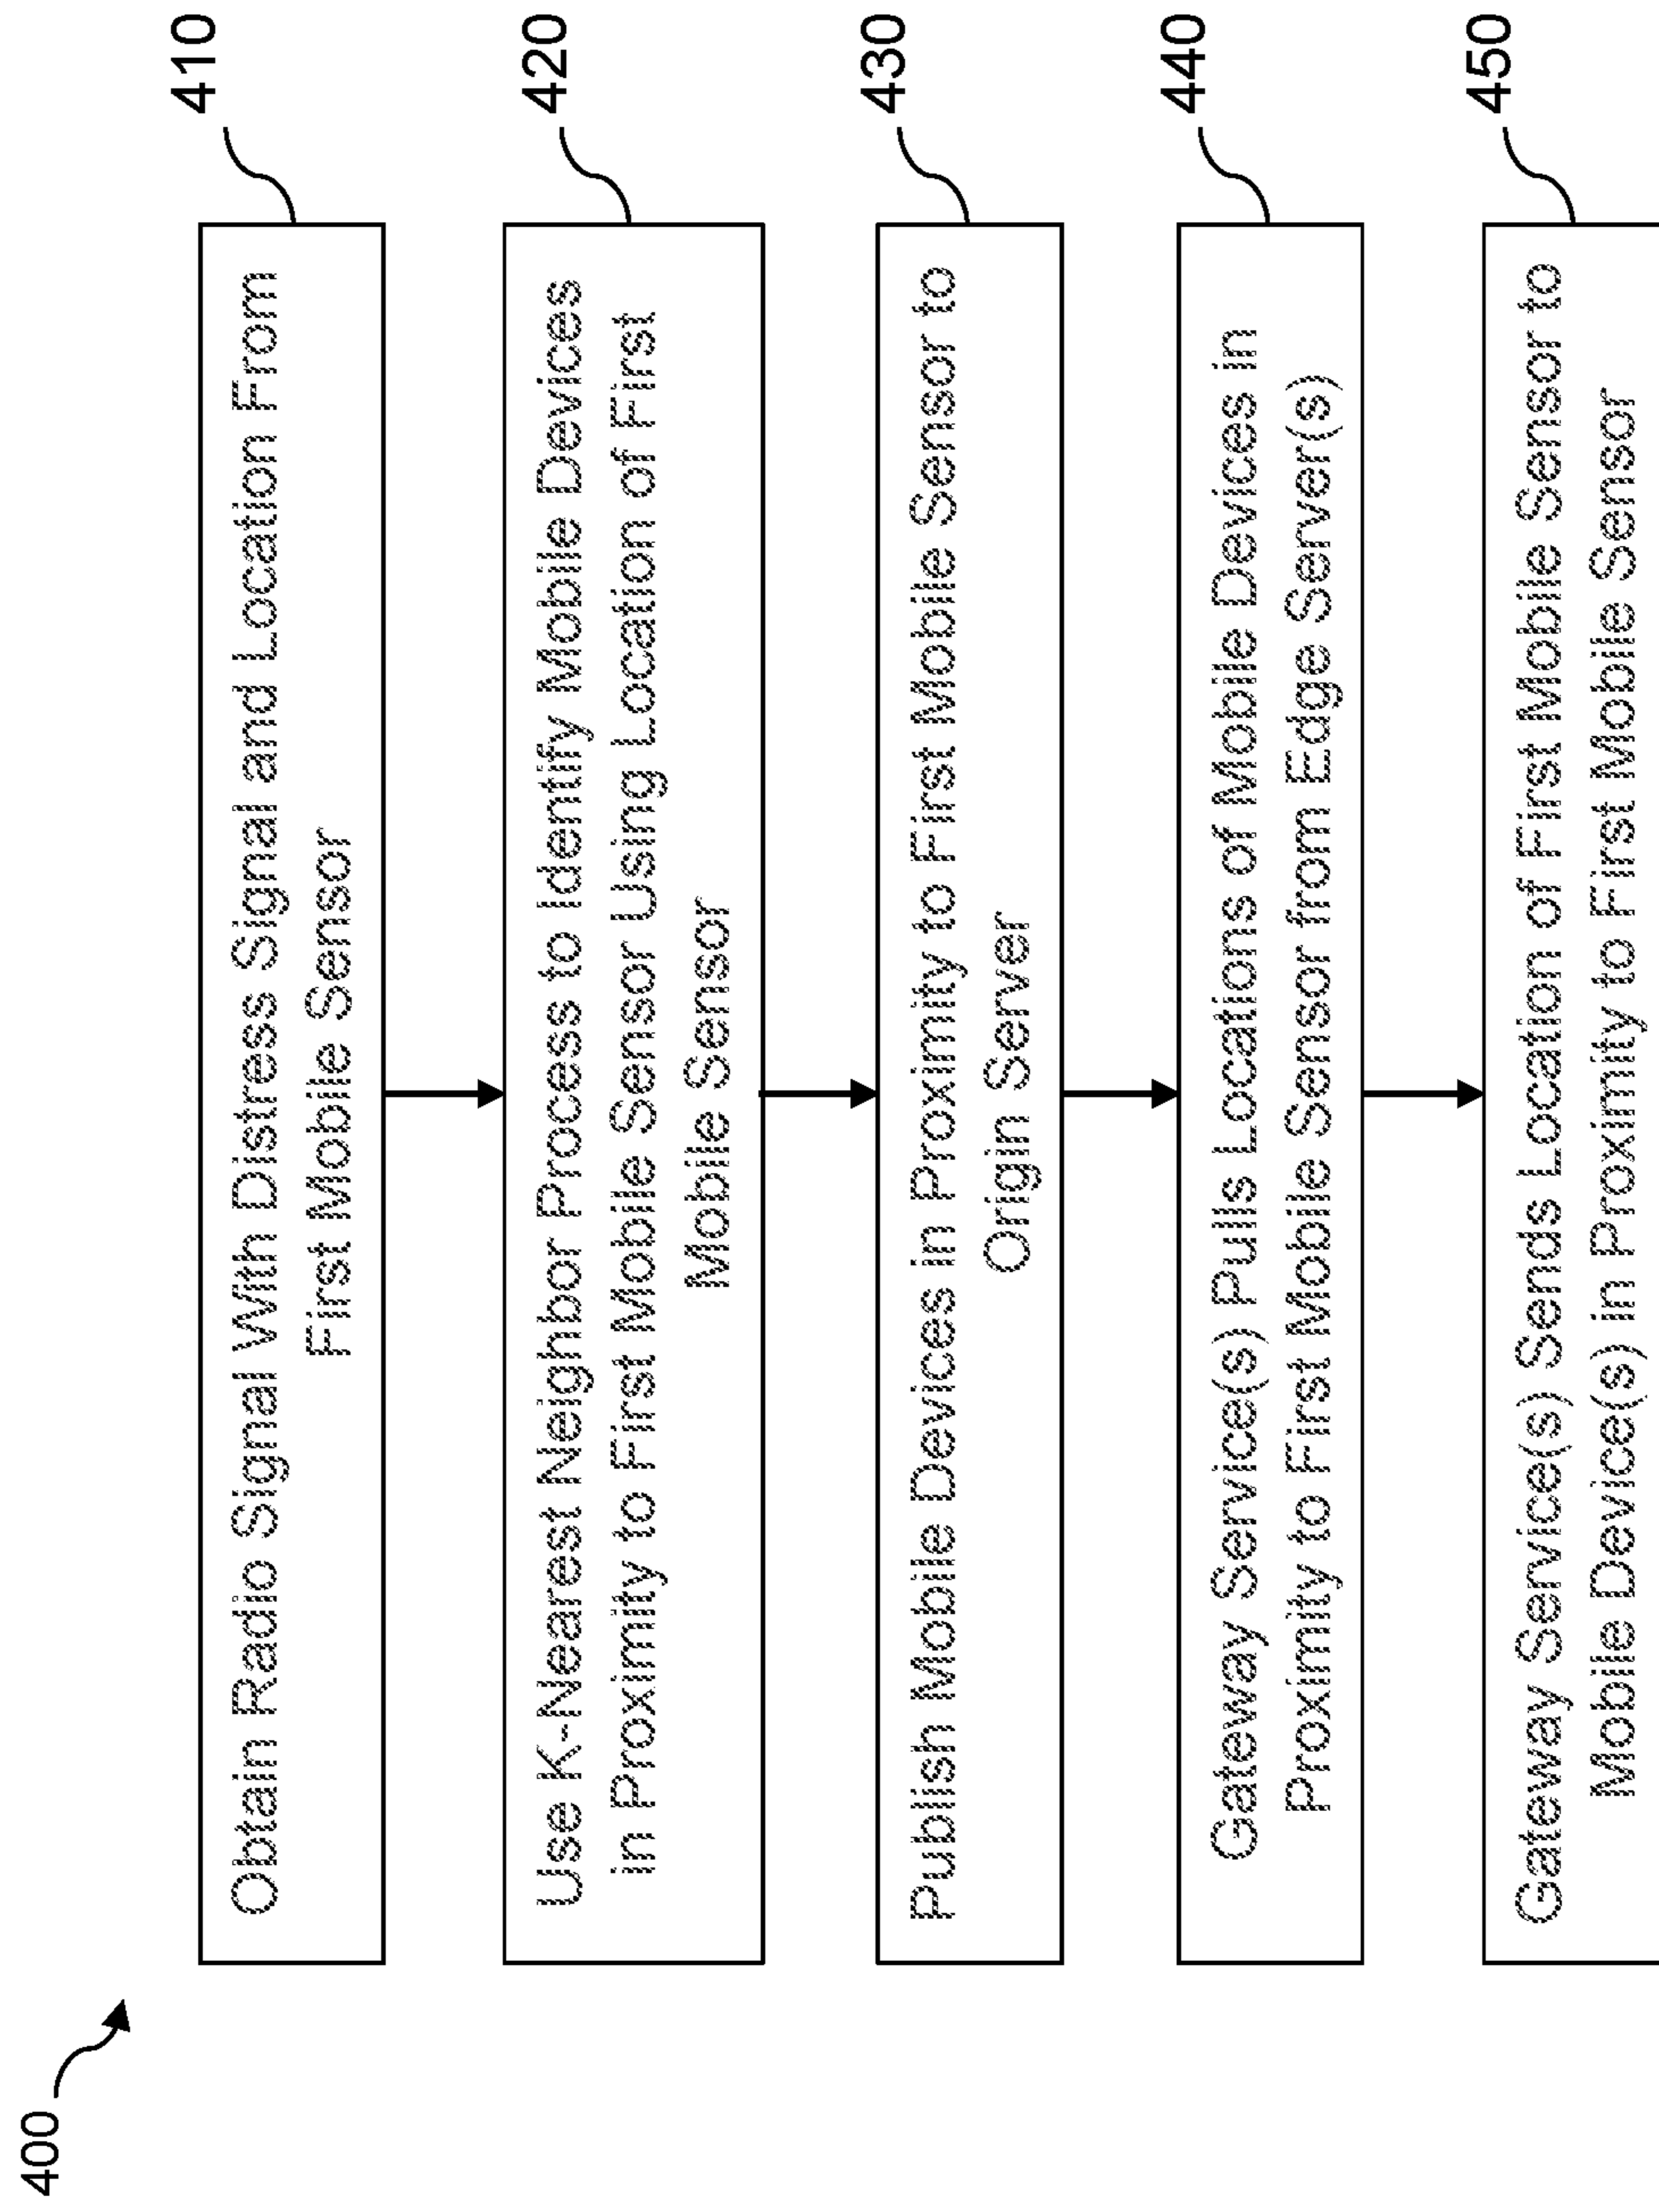 400
410
Obtain Radio Signal With Distress Signal and Location From
First Mobile Sensor
420
Use K-Nearest Neighbor Process to Identify Mobile Devices
in Proximity to First Mobile Sensor Using Location of First
Mobile Sensor
430
Publish Mobile Devices in Proximity to First Mobile Sensor to
Origin Server
440
Gateway Service(s) Pulls Locations of Mobile Devices in
Proximity to First Mobile Sensor from Edge Server(s)
450
Gateway Service(s) Sends Location of First Mobile Sensor to
Mobile Device(s) in Proximity to First Mobile Sensor